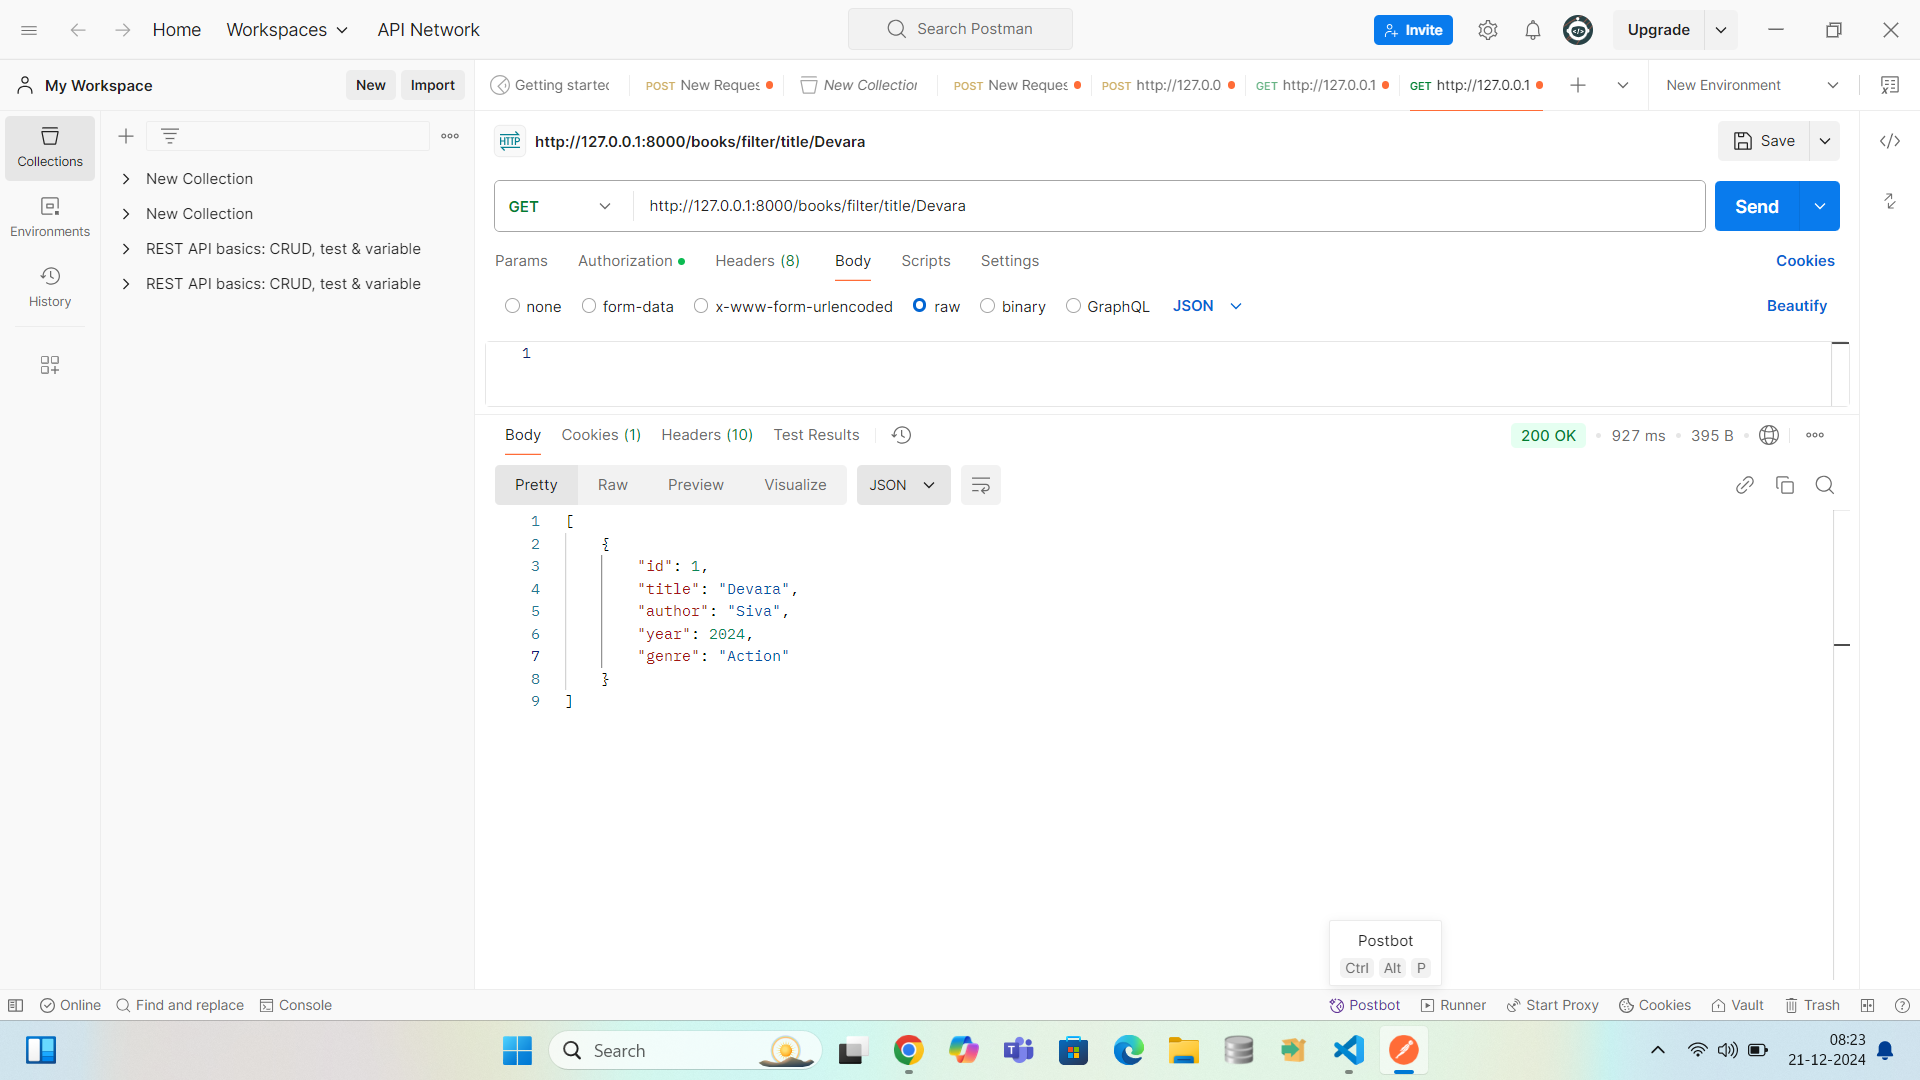 Home Workspaces API Network Search Postman Invite Upgrade
My Workspace New Import Getting started POST New Reques New Collection POST New Reques POST http://127.0.0 GET http://127.0.0.1 GET http://127.0.0.1 New Environment
Collections
Environments
History
New Collection
New Collection
REST API basics: CRUD, test & variable
REST API basics: CRUD, test & variable
HTTP http://127.0.0.1:8000/books/filter/title/Devara Save
GET http://127.0.0.1:8000/books/filter/title/Devara Send
Params Authorization Headers (8) Body Scripts Settings Cookies
none form-data x-www-form-urlencoded raw binary GraphQL JSON Beautify
1
Body Cookies (1) Headers (10) Test Results 200 OK 927 ms 395 B
Pretty Raw Preview Visualize JSON
1 [
2 {
3 "id": 1,
4 "title": "Devara",
5 "author": "Siva",
6 "year": 2024,
7 "genre": "Action"
8 }
9 ]
Postbot
Ctrl Alt P
Online Find and replace Console Postbot Runner Start Proxy Cookies Vault Trash
Search 08:23
21-12-2024